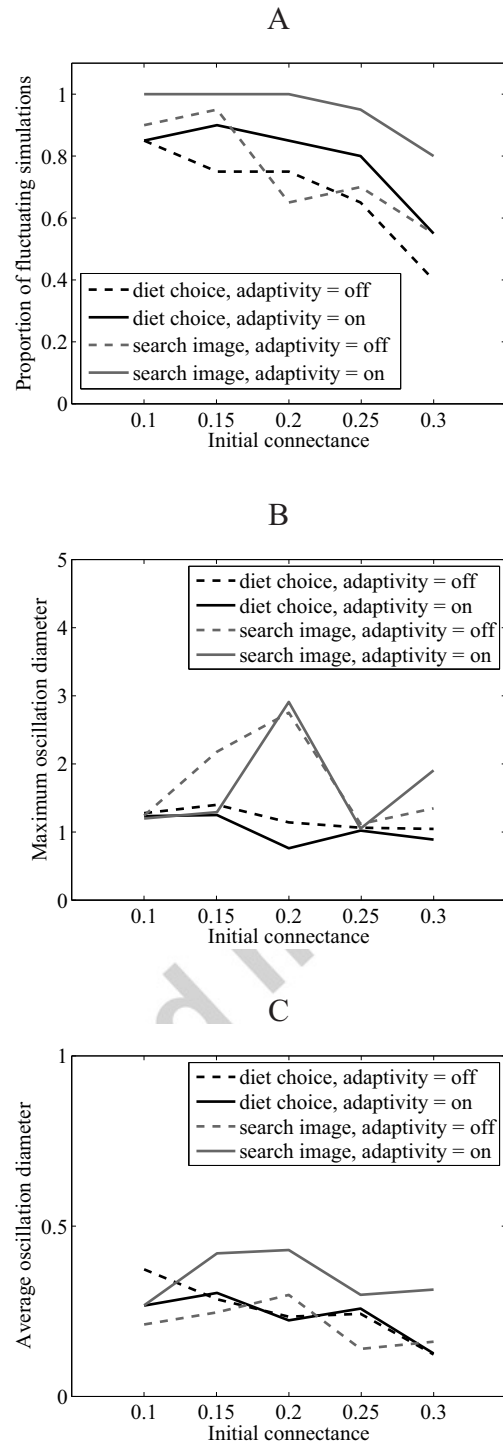 A
Proportion of fluctuating simulations
1
0.8
0.6
0.4
0.2
0
diet choice, adaptivity = off
diet choice, adaptivity = on
search image, adaptivity = off
search image, adaptivity = on
0.1 0.15 0.2 0.25 0.3
Initial connectance
B
Maximum oscillation diameter
5
4
3
2
1
0
diet choice, adaptivity = off
diet choice, adaptivity = on
search image, adaptivity = off
search image, adaptivity = on
0.1 0.15 0.2 0.25 0.3
Initial connectance
C
Average oscillation diameter
1
0.5
0
diet choice, adaptivity = off
diet choice, adaptivity = on
search image, adaptivity = off
search image, adaptivity = on
0.1 0.15 0.2 0.25 0.3
Initial connectance